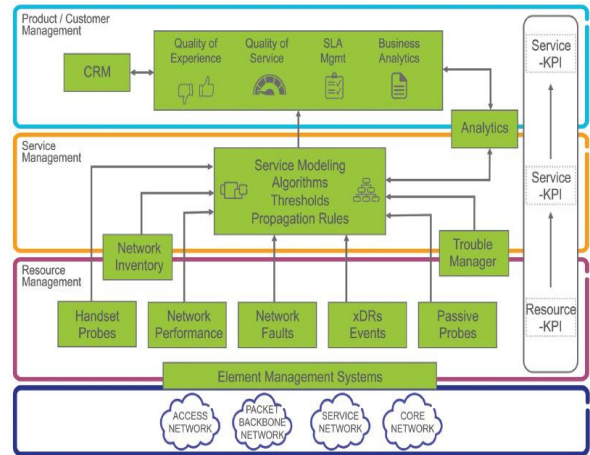 Product / Customer
Management
CRM
Quality of
Experience
Quality of
Service
SLA
Mgmt
Business
Analytics
Service
-KPI
Analytics
Service
Management
Service Modeling
Algorithms
Thresholds
Propagation Rules
Service
-KPI
Network
Inventory
Trouble
Manager
Resource
Management
Handset
Probes
Network
Performance
Network
Faults
xDRs
Events
Passive
Probes
Resource
-KPI
Element Management Systems
ACCESS
NETWORK
PACKET
BACKBONE
NETWORK
SERVICE
NETWORK
CORE
NETWORK